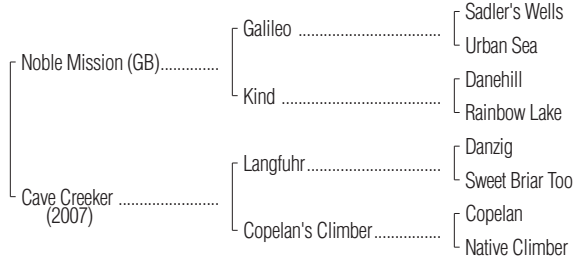 Sadler's Wells
Galileo ........................................
Urban Sea
Noble Mission (GB)..............
Danehill
Kind .............................................
Rainbow Lake
Danzig
Langfuhr.......................................
Sweet Briar Too
Cave Creeker ........................
(2007)
Copelan
Copelan's Climber...................
Native Climber